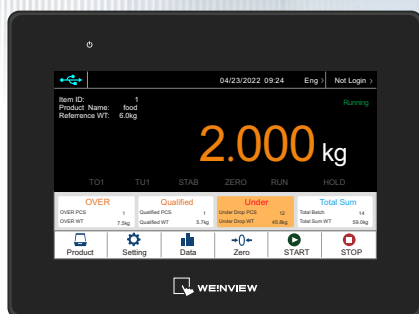 04/23/2022 09:24 Eng > Not Login >
Item ID: 1
Product Name: food
Referrence WT: 6.0kg
Running
2.000 kg
TO1 TU1 STAB ZERO RUN HOLD
OVER Qualified Under Total Sum
OVER PCS 1 Qualified PCS 1 Under Drop PCS 12 Total Batch 14
OVER WT 7.5kg Qualified WT 5.7kg Under Drop WT 45.8kg Total Sum WT 59.0kg
Product Setting Data Zero START STOP
WE!NVIEW